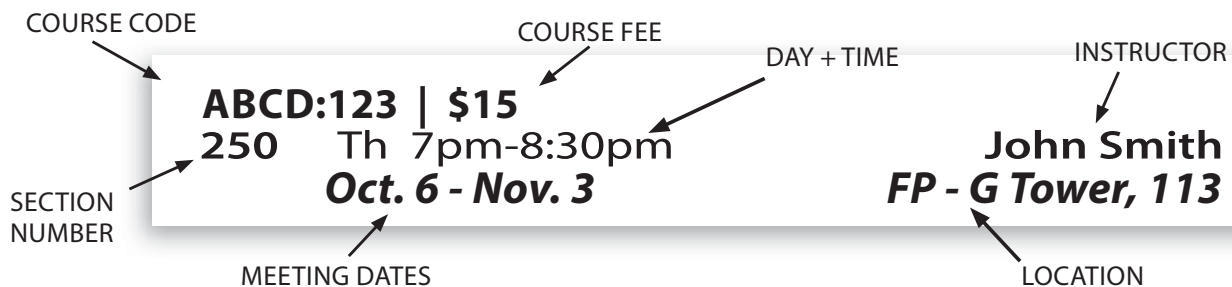 COURSE CODE
COURSE FEE
DAY + TIME
INSTRUCTOR
ABCD:123 | $15
250 Th 7pm-8:30pm John Smith
Oct. 6 - Nov. 3 FP - G Tower, 113
SECTION
NUMBER
MEETING DATES
LOCATION